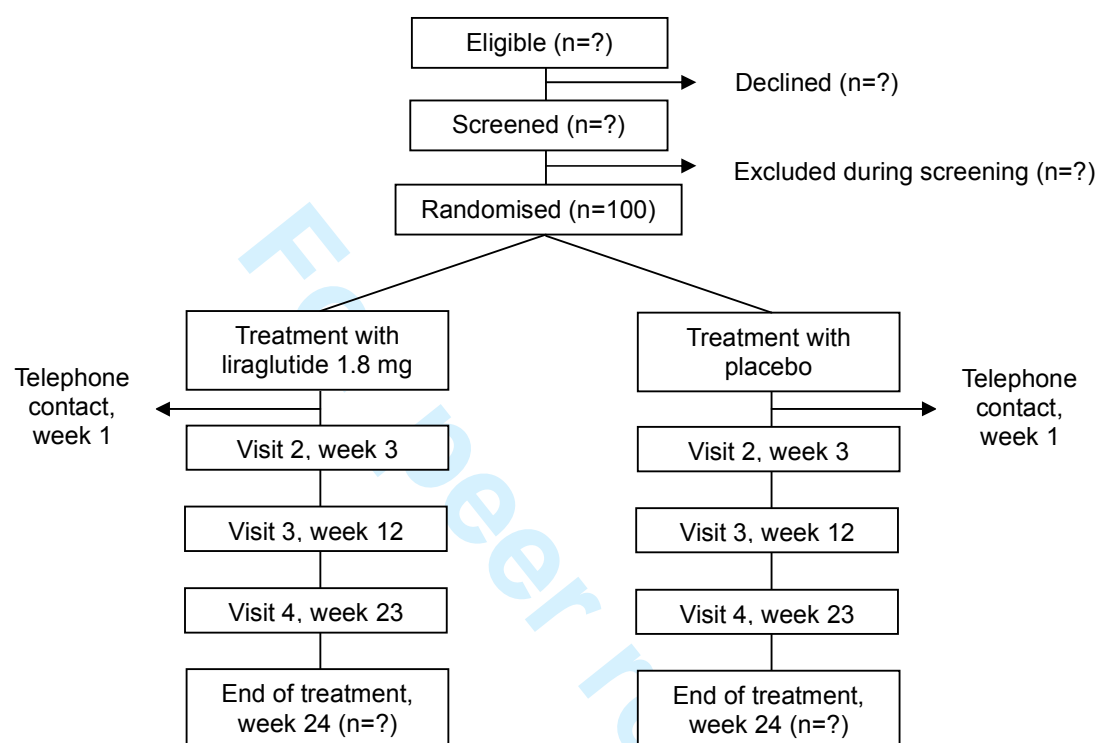 Eligible (n=?)
Declined (n=?)
Screened (n=?)
Excluded during screening (n=?)
Randomised (n=100)
Treatment with
liraglutide 1.8 mg
Treatment with
placebo
Telephone
contact,
week 1
Telephone
contact,
week 1
Visit 2, week 3
Visit 2, week 3
Visit 3, week 12
Visit 3, week 12
Visit 4, week 23
Visit 4, week 23
End of treatment,
week 24 (n=?)
End of treatment,
week 24 (n=?)
peer